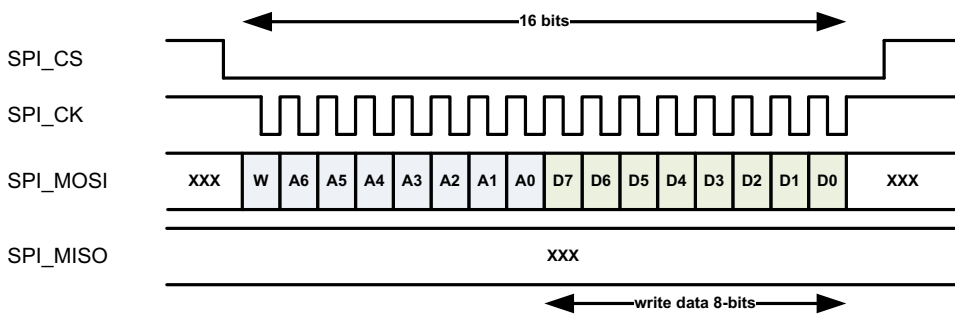 16 bits
SPI_CS
SPI_CK
SPI_MOSI XXX W A6 A5 A4 A3 A2 A1 A0 D7 D6 D5 D4 D3 D2 D1 D0 XXX
SPI_MISO XXX
write data 8-bits